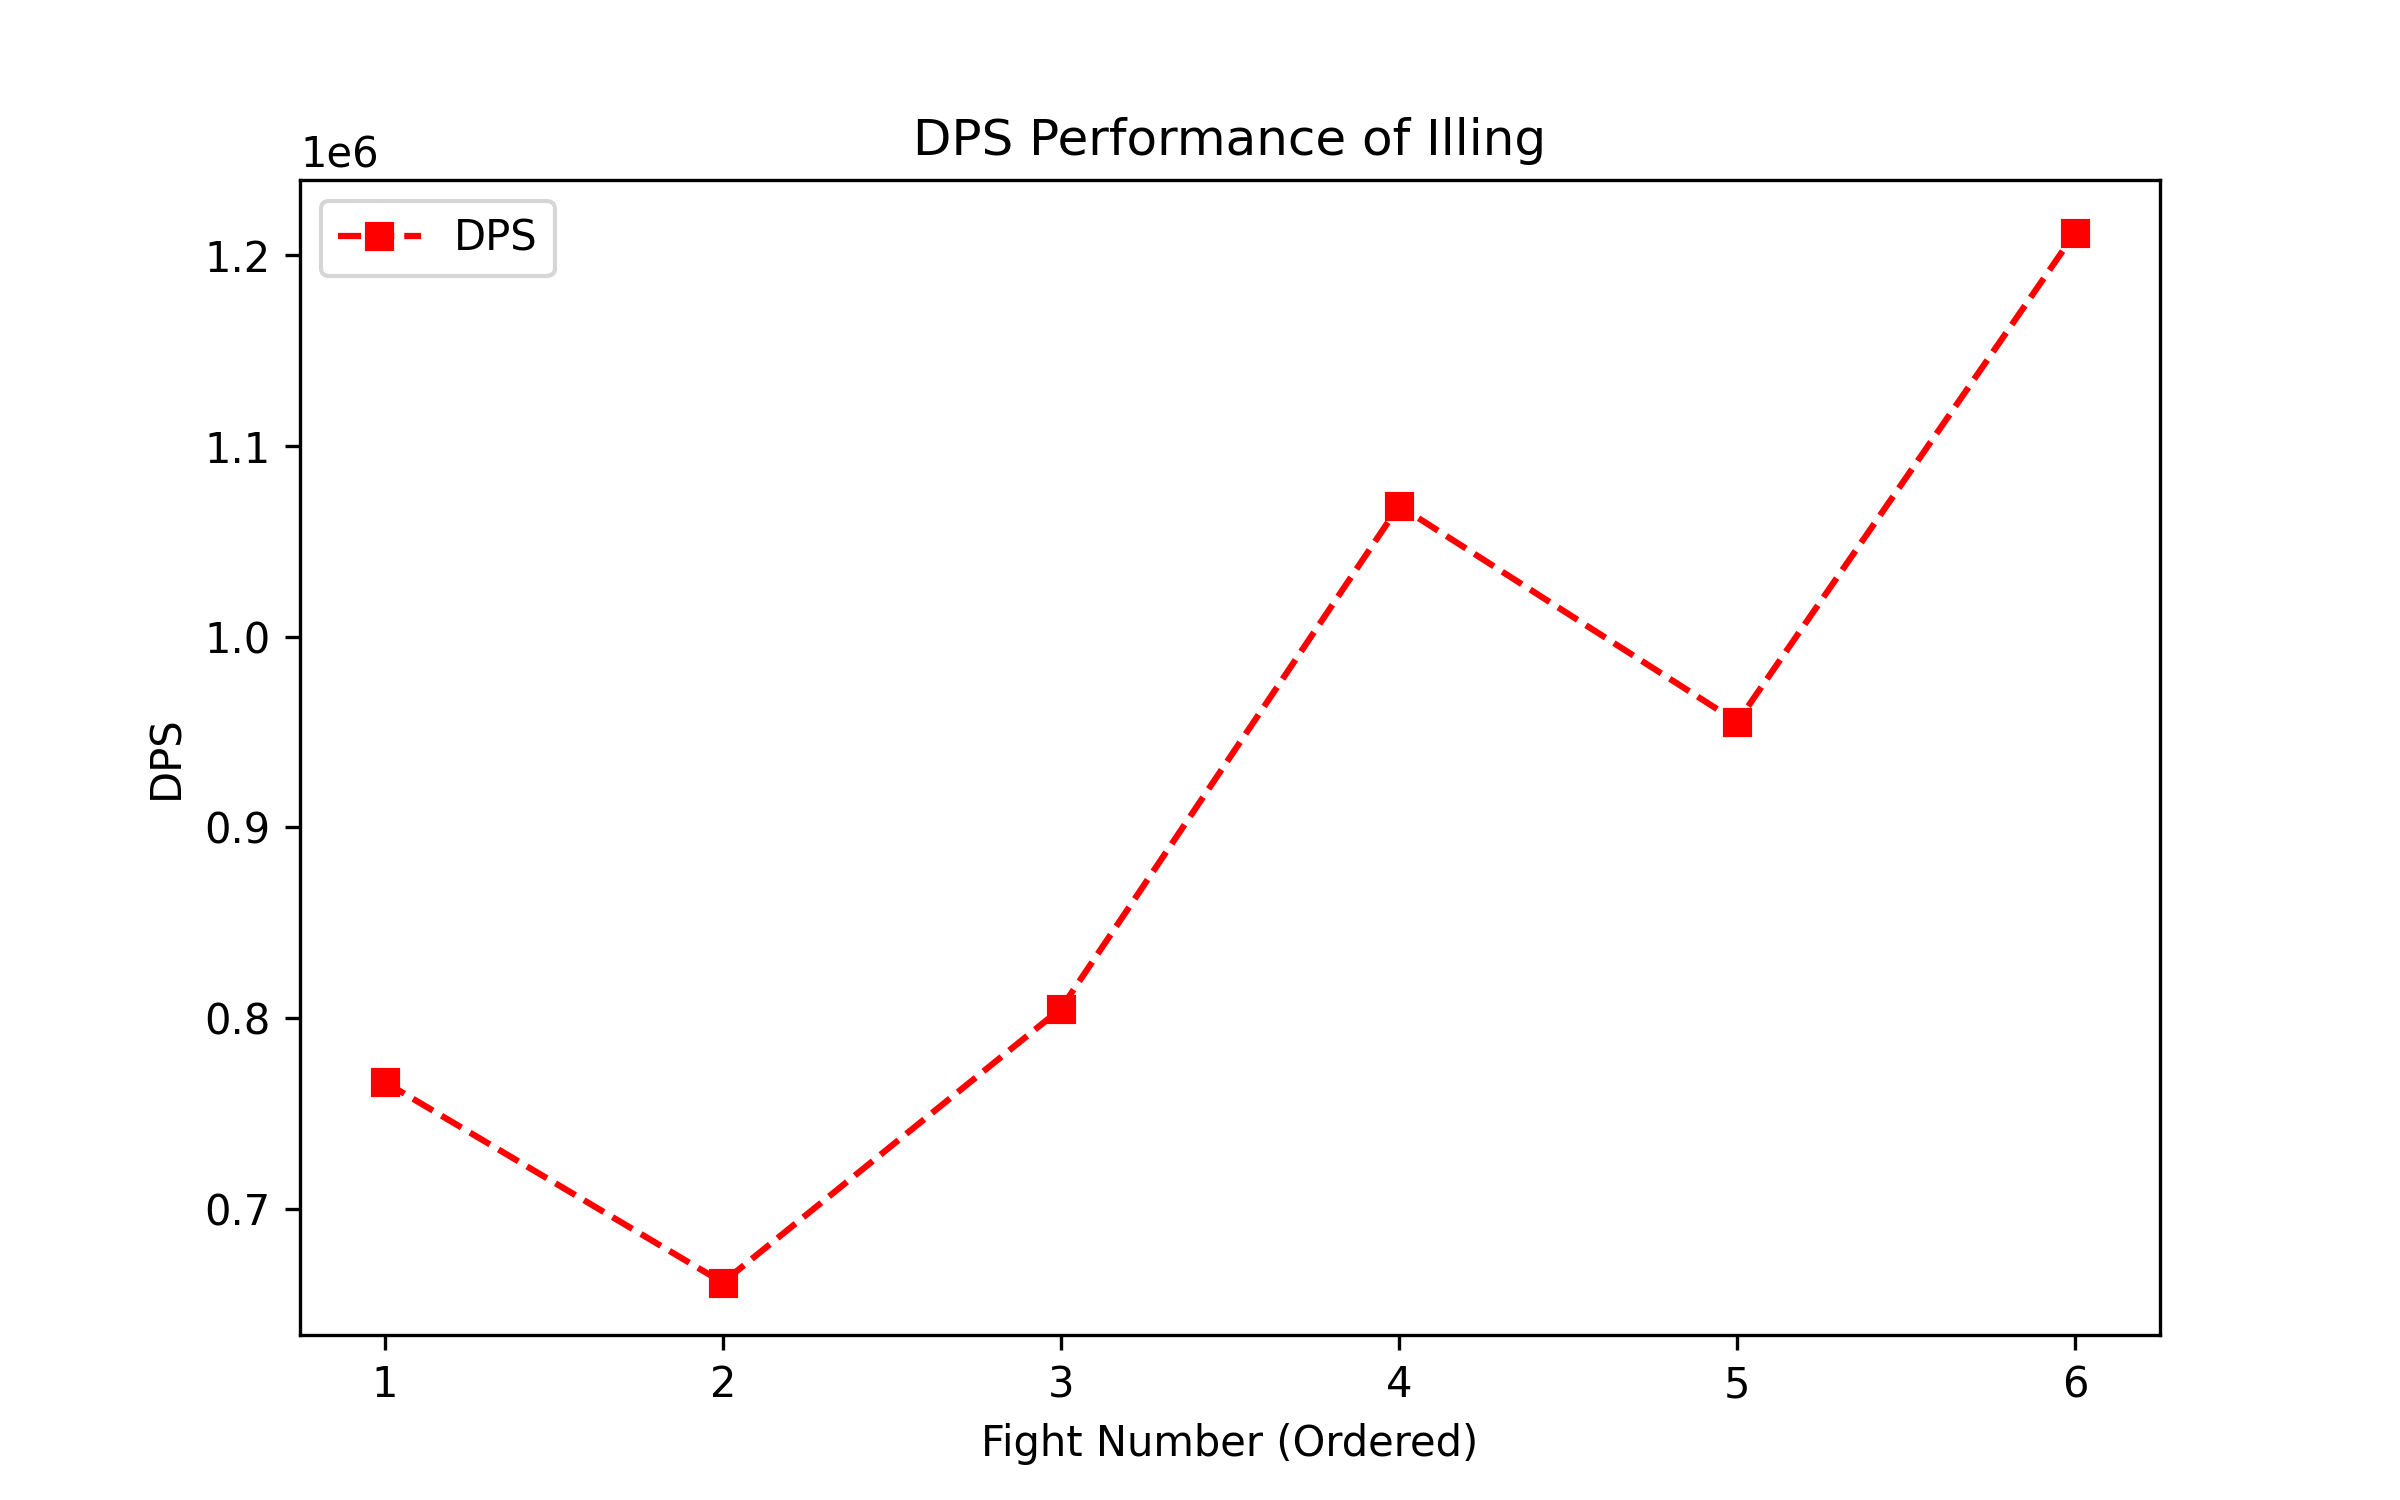 DPS Performance of Illing
1e6
DPS
1.2
1.1
1.0
0.9
0.8
0.7
DPS
1 2 3 4 5 6
Fight Number (Ordered)